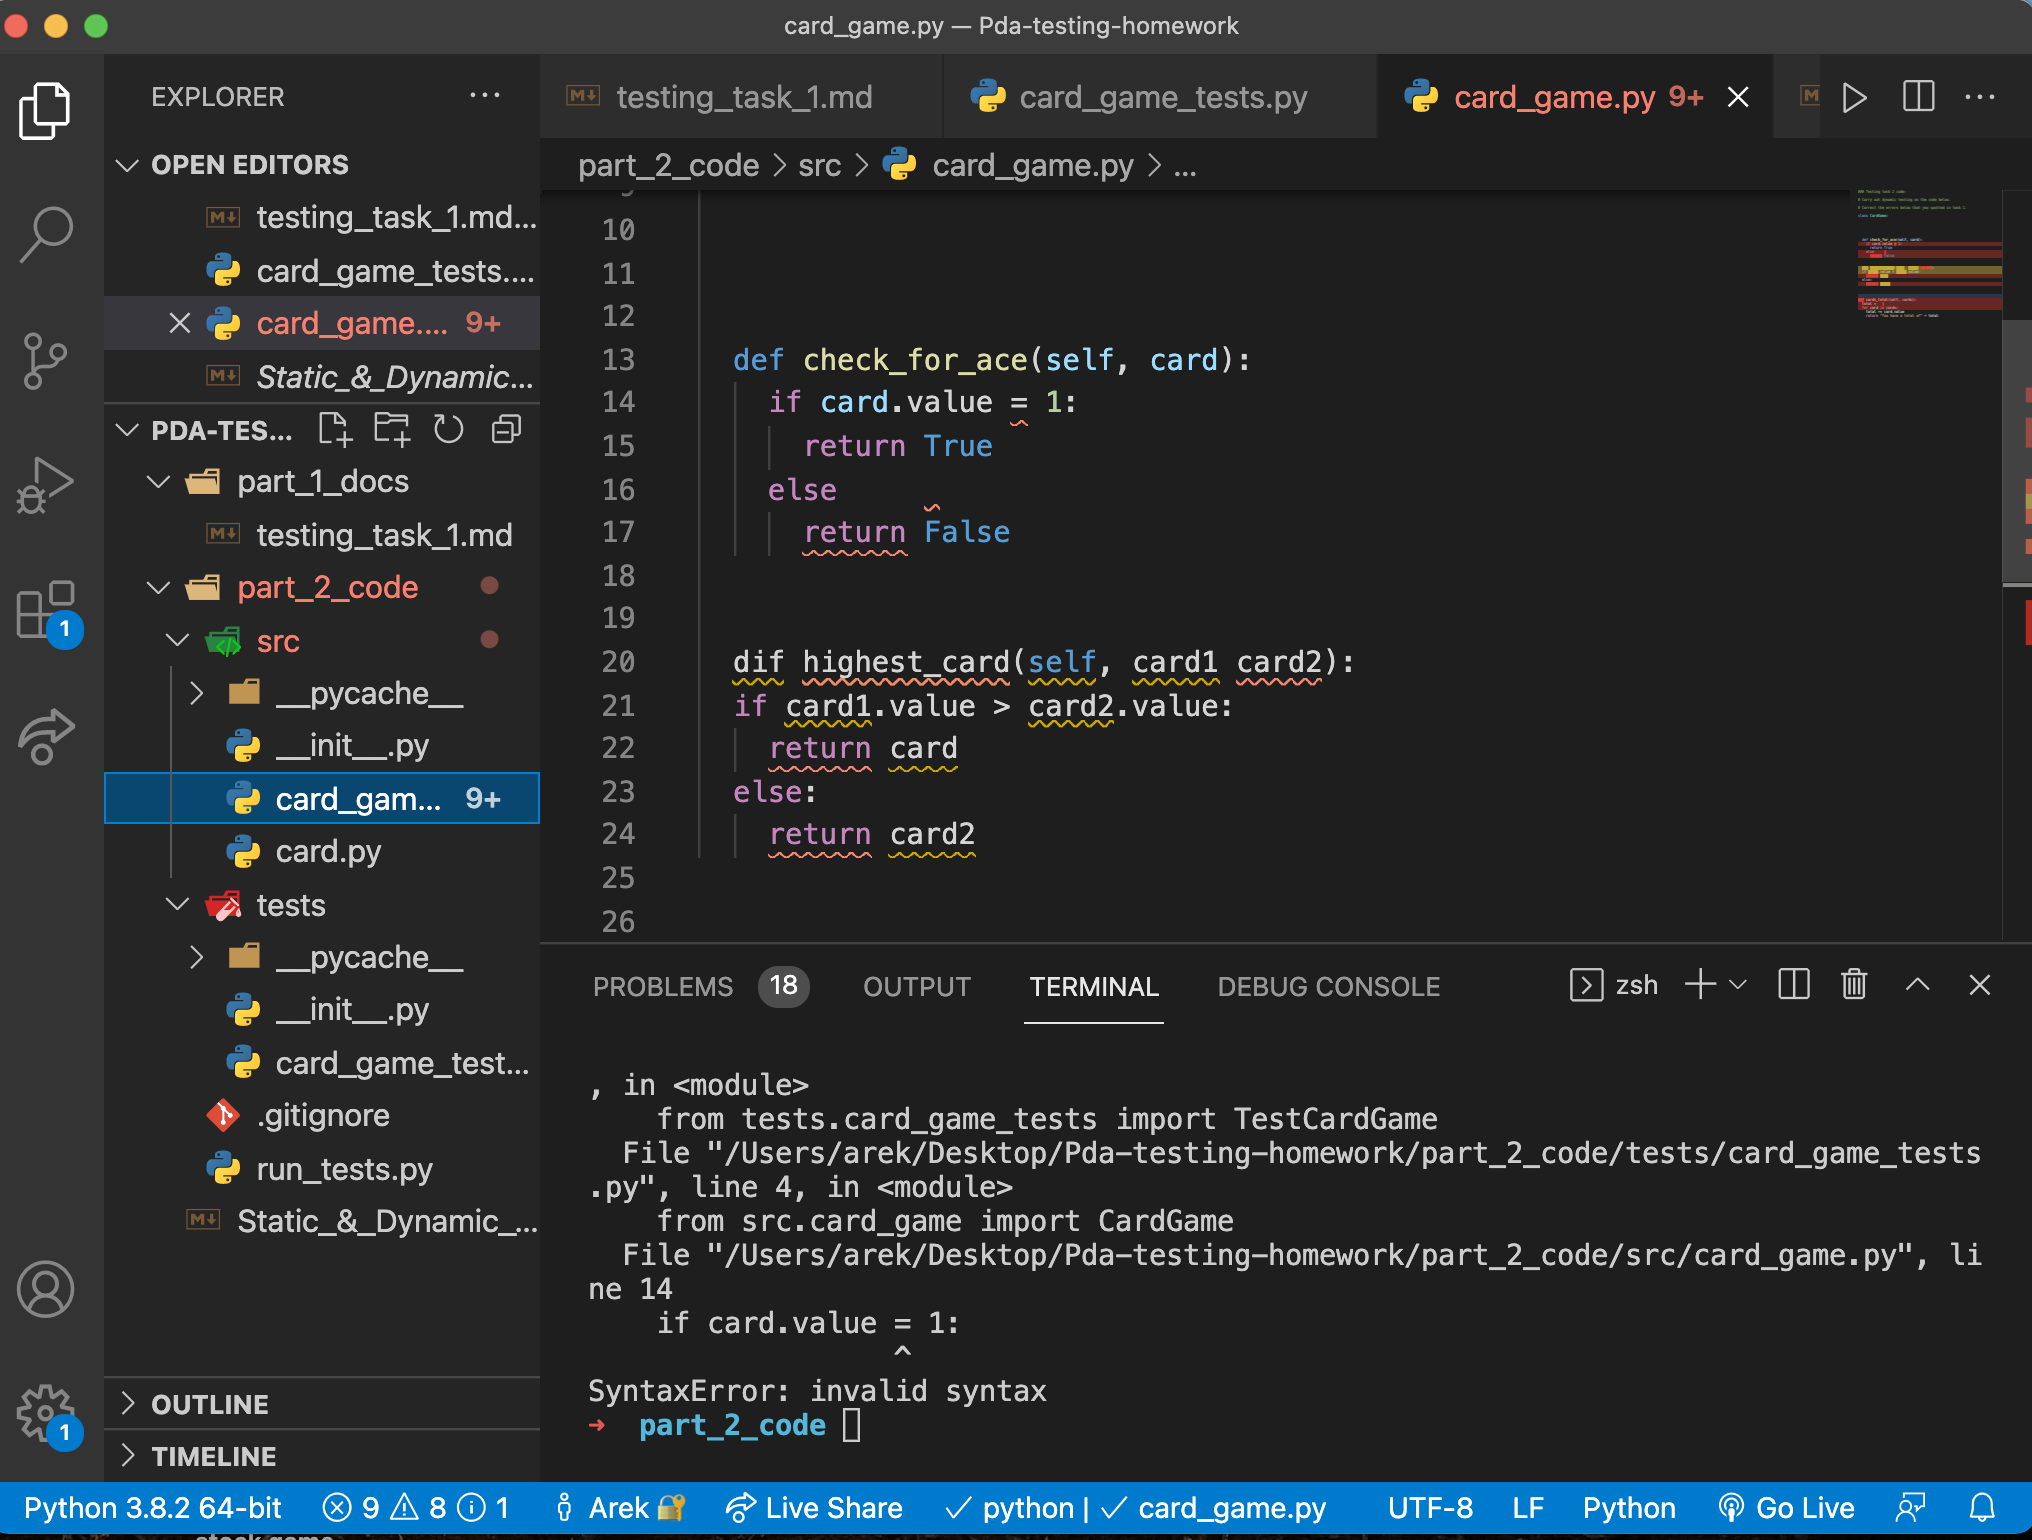 card_game.py — Pda-testing-homework
EXPLORER
OPEN EDITORS
testing_task_1.md...
card_game_tests....
card_game.... 9+
Static_&_Dynamic...
PDA-TES...
part_1_docs
testing_task_1.md
part_2_code
src
__pycache__
__init__.py
card_gam... 9+
card.py
tests
__pycache__
__init__.py
card_game_test...
.gitignore
run_tests.py
Static_&_Dynamic_...
OUTLINE
TIMELINE
1
1
testing_task_1.md
card_game_tests.py
card_game.py 9+
part_2_code > src > card_game.py > ...
10
11
12
13 def check_for_ace(self, card):
14 if card.value = 1:
15 return True
16 else
17 return False
18
19
20 dif highest_card(self, card1 card2):
21 if card1.value > card2.value:
22 return card
23 else:
24 return card2
25
26
PROBLEMS 18 OUTPUT TERMINAL DEBUG CONSOLE zsh
, in <module>
from tests.card_game_tests import TestCardGame
File "/Users/arek/Desktop/Pda-testing-homework/part_2_code/tests/card_game_tests
.py", line 4, in <module>
from src.card_game import CardGame
File "/Users/arek/Desktop/Pda-testing-homework/part_2_code/src/card_game.py", li
ne 14
if card.value = 1:
^
SyntaxError: invalid syntax
➜ part_2_code
Python 3.8.2 64-bit 9 8 1 Arek Live Share python | card_game.py UTF-8 LF Python Go Live